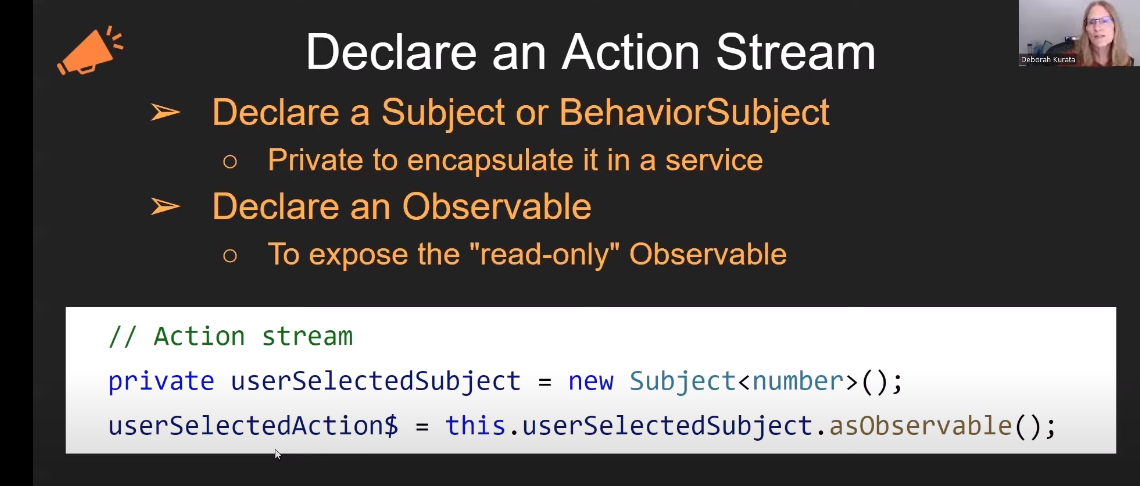 Declare an Action Stream
Deborah Kurata
➢ Declare a Subject or BehaviorSubject
○ Private to encapsulate it in a service
➢ Declare an Observable
○ To expose the "read-only" Observable
// Action stream
private userSelectedSubject = new Subject<number>();
userSelectedAction$ = this.userSelectedSubject.asObservable();